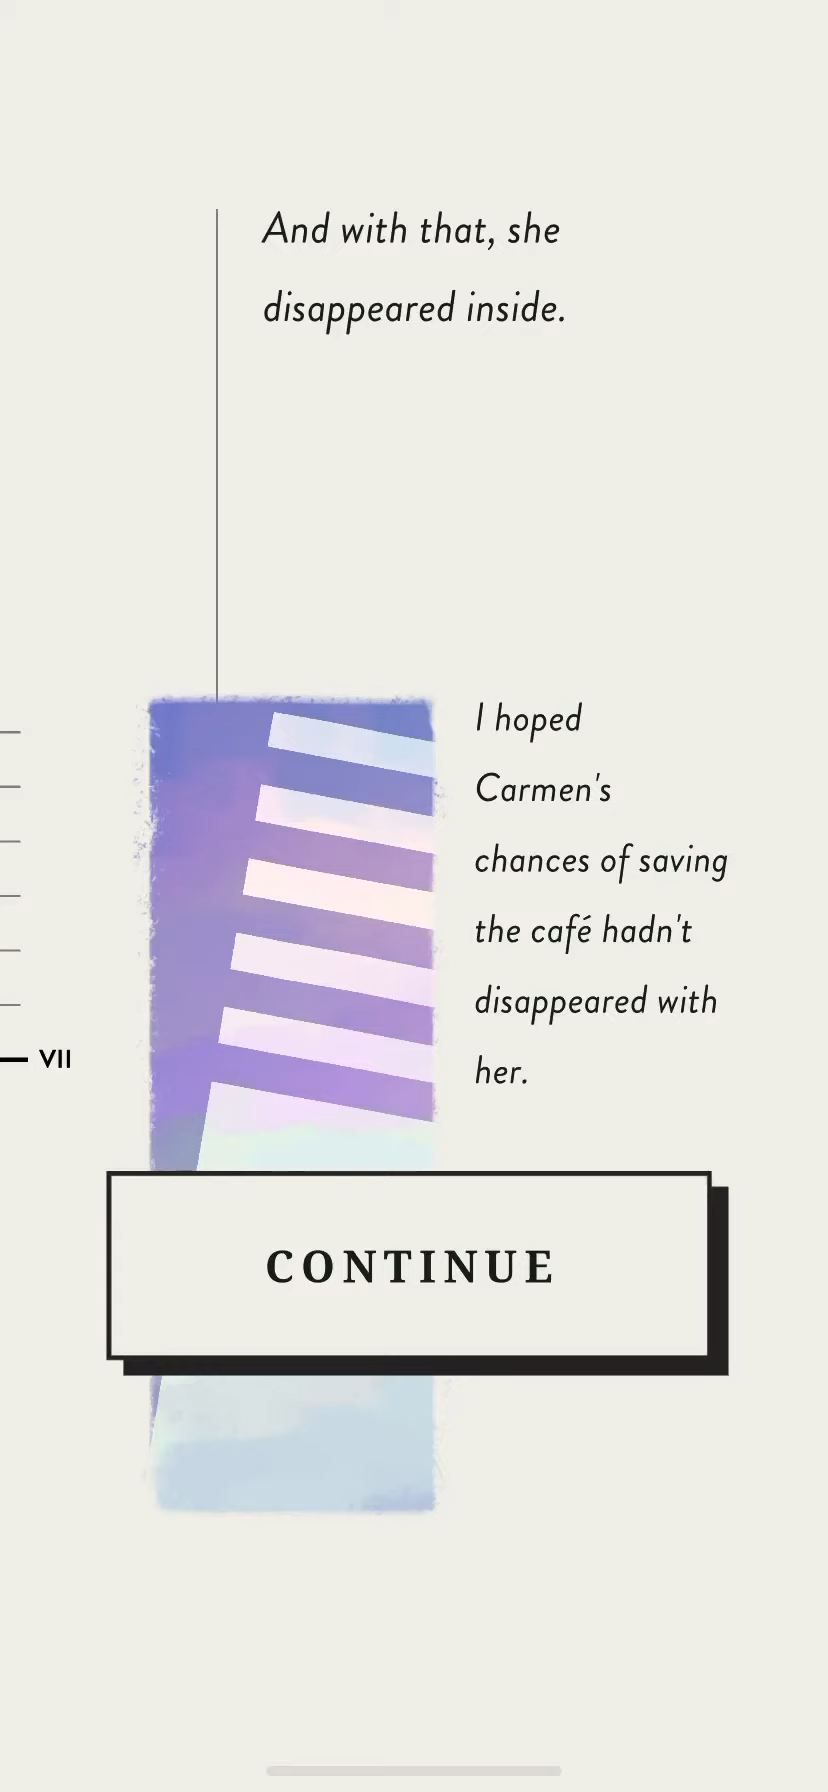 And with that, she
disappeared inside.
I hoped
Carmen's
chances of saving
the café hadn't
disappeared with
her.
VII
CONTINUE